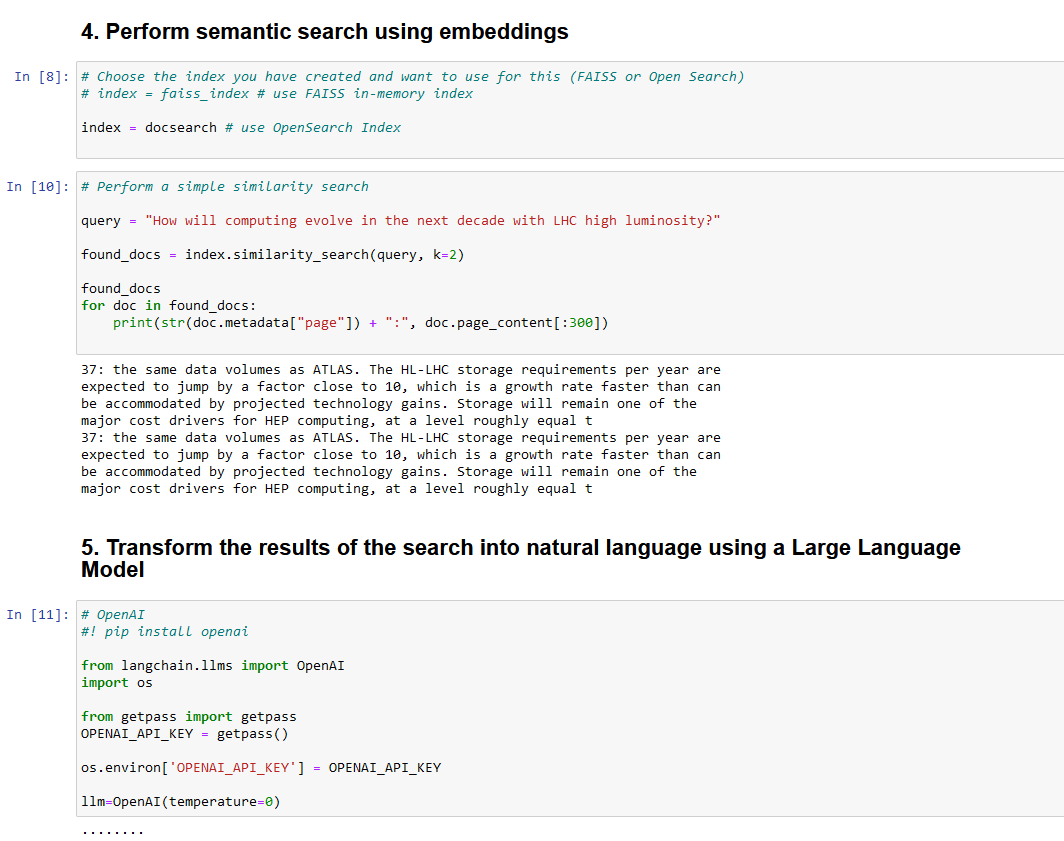 4. Perform semantic search using embeddings
In [8]: # Choose the index you have created and want to use for this (FAISS or Open Search)
# index = faiss_index # use FAISS in-memory index
index = docsearch # use OpenSearch Index
In [10]: # Perform a simple similarity search
query = "How will computing evolve in the next decade with LHC high luminosity?"
found_docs = index.similarity_search(query, k=2)
found_docs
for doc in found_docs:
    print(str(doc.metadata["page"]) + ":", doc.page_content[:300])
37: the same data volumes as ATLAS. The HL-LHC storage requirements per year are
expected to jump by a factor close to 10, which is a growth rate faster than can
be accommodated by projected technology gains. Storage will remain one of the
major cost drivers for HEP computing, at a level roughly equal t
37: the same data volumes as ATLAS. The HL-LHC storage requirements per year are
expected to jump by a factor close to 10, which is a growth rate faster than can
be accommodated by projected technology gains. Storage will remain one of the
major cost drivers for HEP computing, at a level roughly equal t
5. Transform the results of the search into natural language using a Large Language
Model
In [11]: # OpenAI
#! pip install openai
from langchain.llms import OpenAI
import os
from getpass import getpass
OPENAI_API_KEY = getpass()
os.environ['OPENAI_API_KEY'] = OPENAI_API_KEY
llm=OpenAI(temperature=0)
········